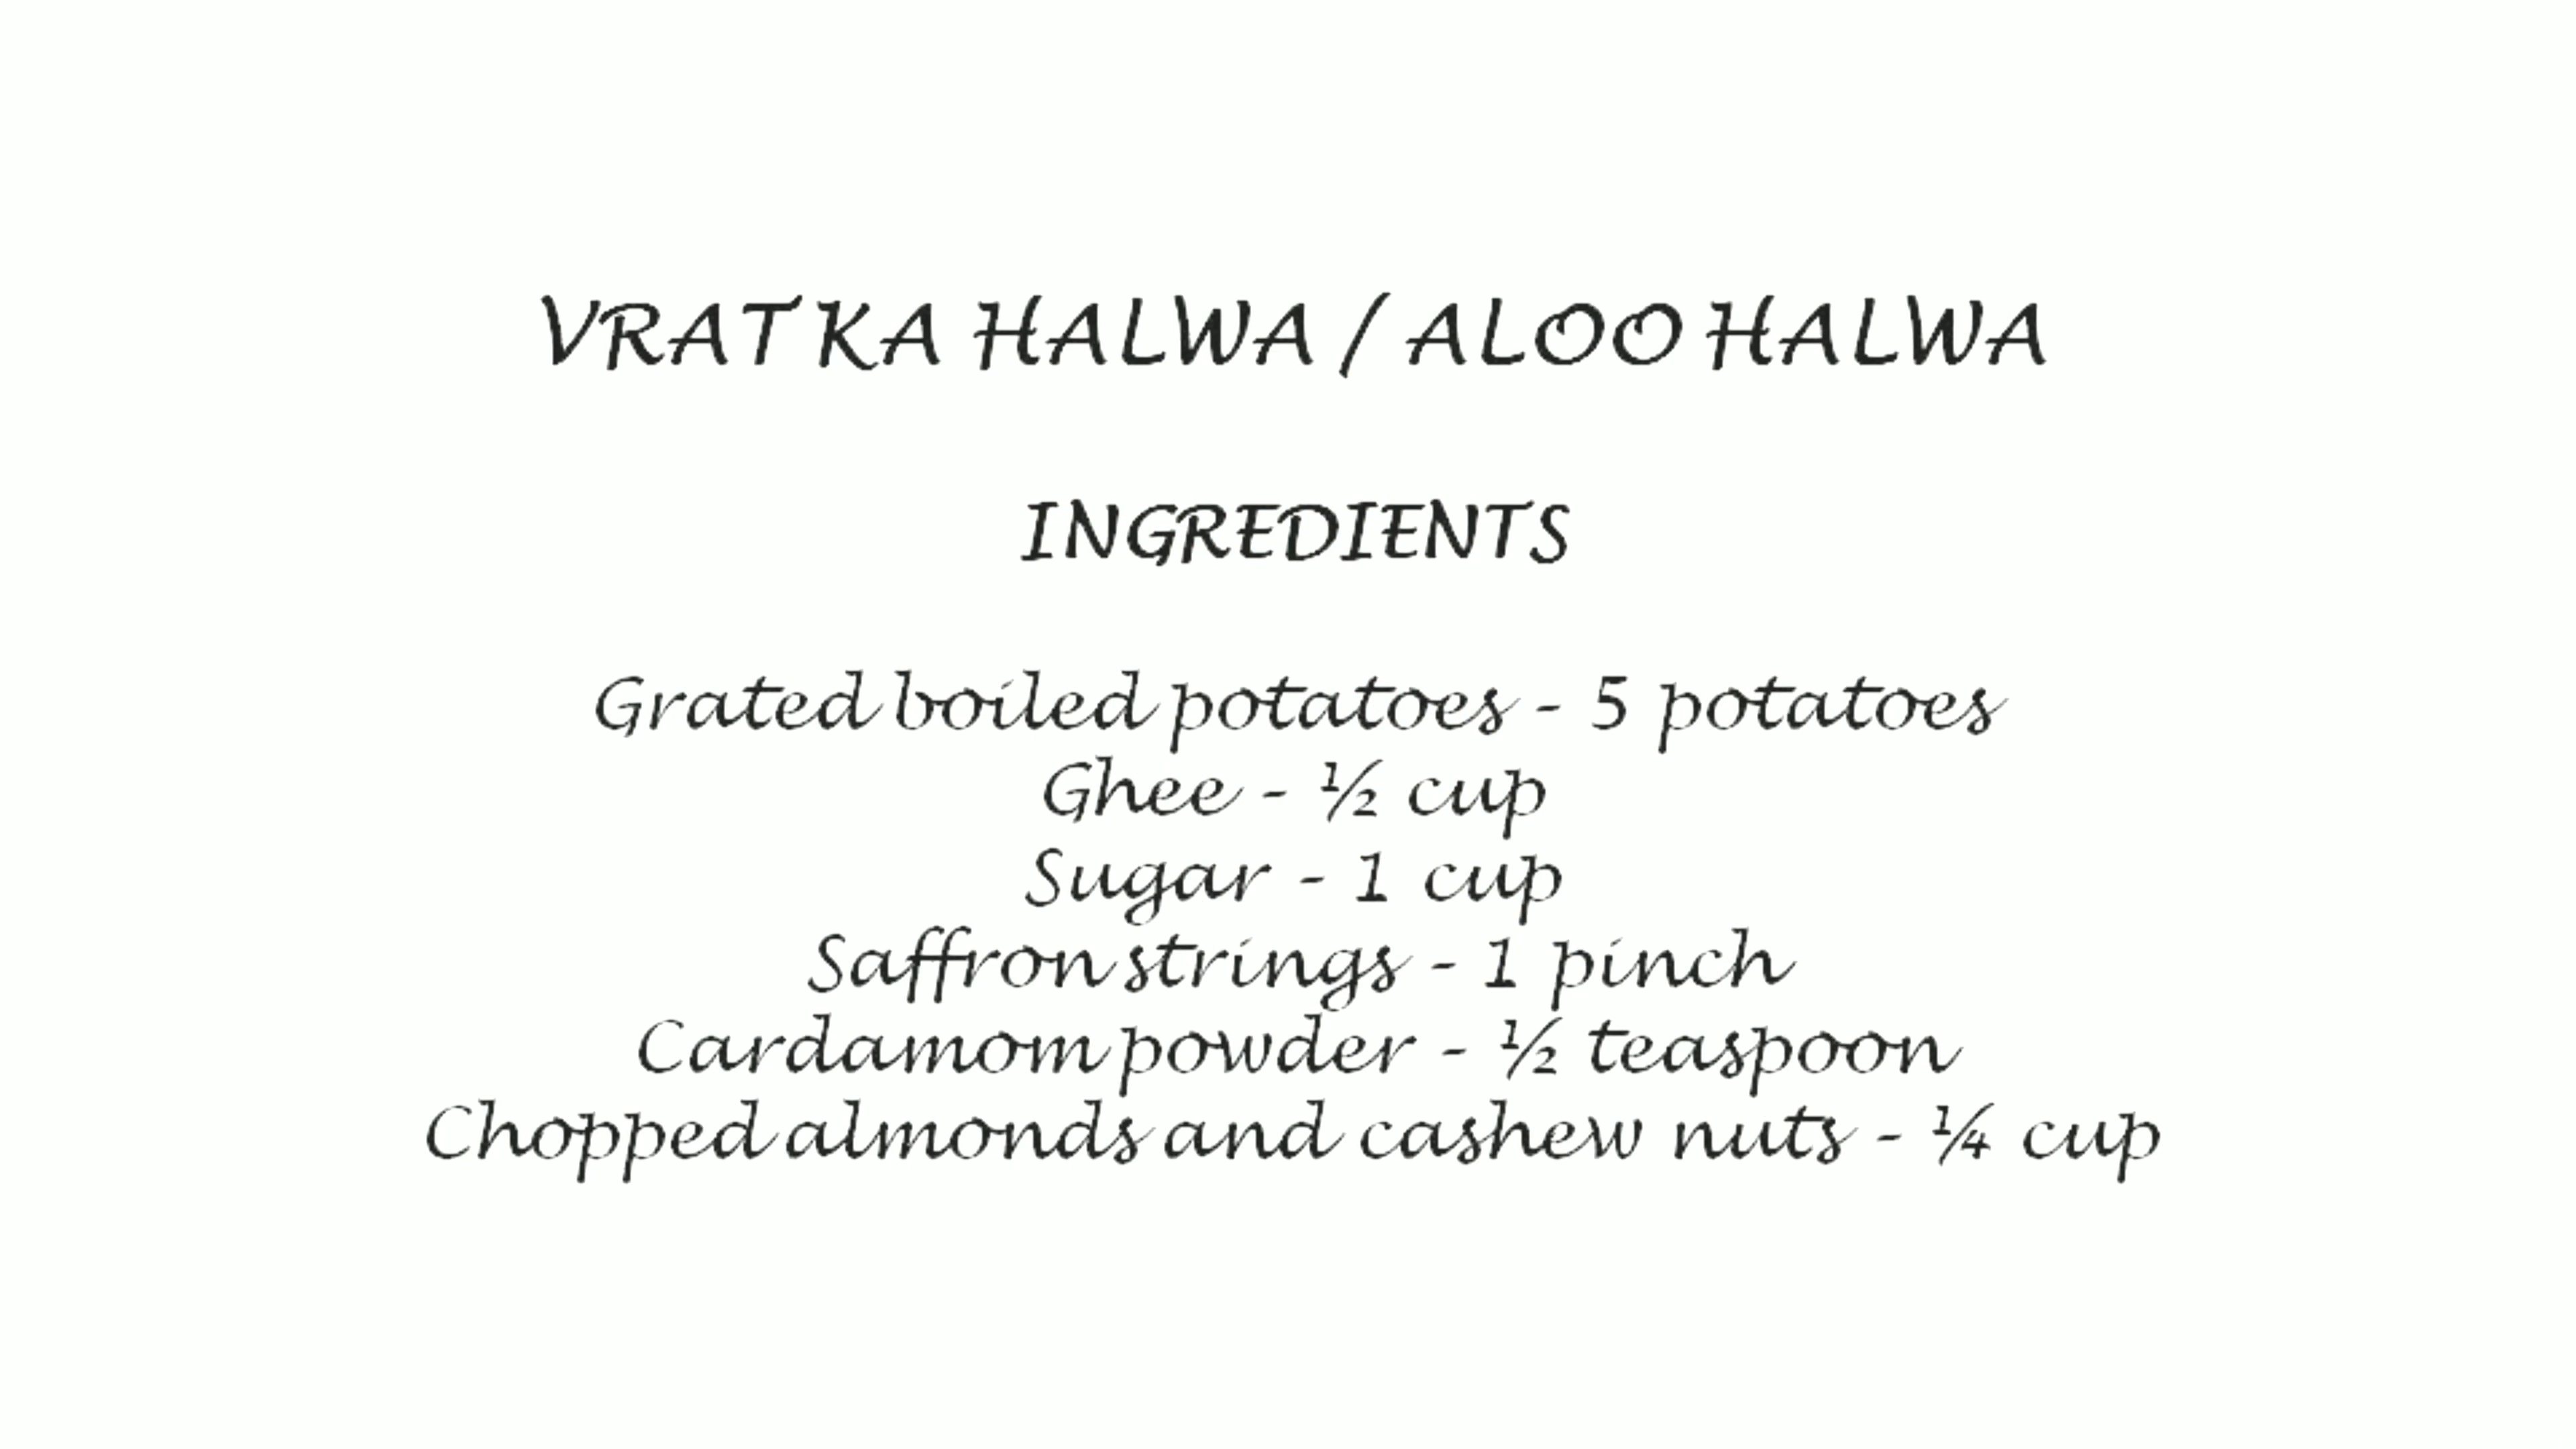 VRAT KA HALWA / ALOO HALWA
INGREDIENTS
Grated boiled potatoes - 5 potatoes
Ghee - ½ cup
Sugar - 1 cup
Saffron strings - 1 pinch
Cardamom powder - ½ teaspoon
Chopped almonds and cashew nuts - ¼ cup